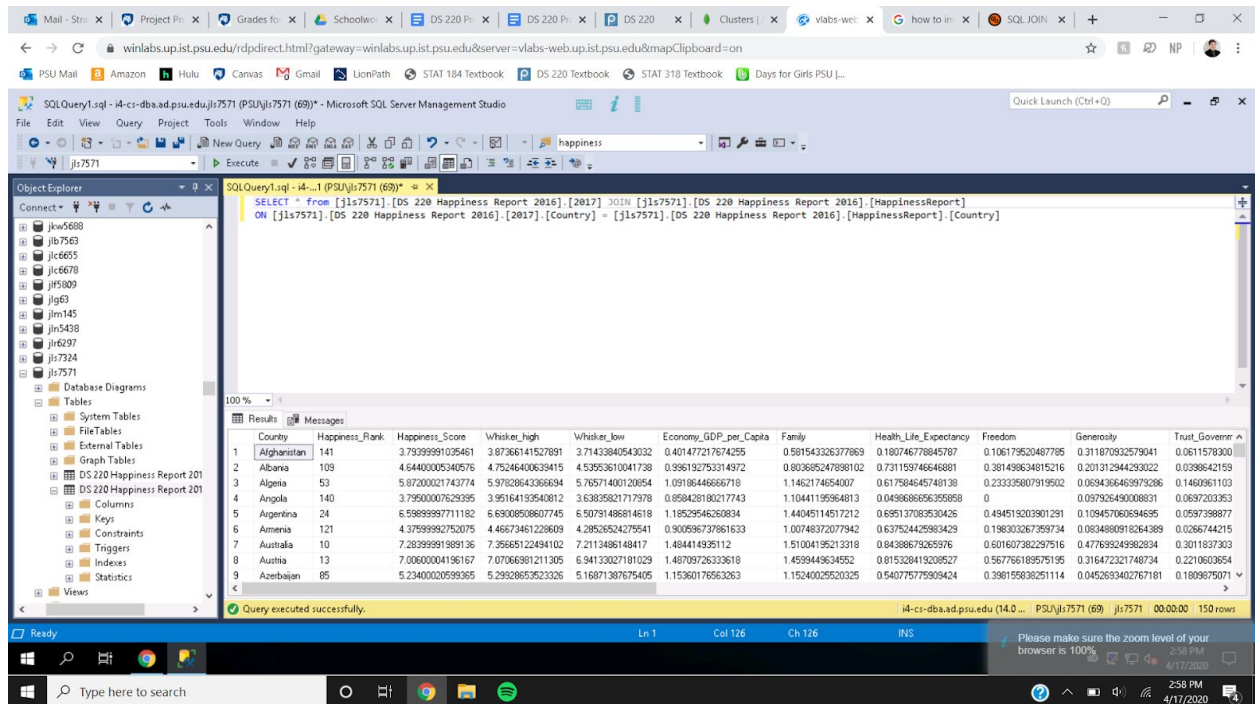 Mail - Stra
Project Pr
Grades for
Schoolwo
DS 220 Pr
DS 220 Pr
DS 220
Clusters |
vlabs-web
how to im
SQL JOIN
winlabs.up.ist.psu.edu/rdpdirect.html?gateway=winlabs.up.ist.psu.edu&server=vlabs-web.up.ist.psu.edu&mapClipboard=on
NP
PSU Mail Amazon Hulu Canvas Gmail LionPath STAT 184 Textbook DS 220 Textbook STAT 318 Textbook Days for Girls PSU |...
SQLQuery1.sql - i4-cs-dba.ad.psu.edu.jls7571 (PSU\jls7571 (69))* - Microsoft SQL Server Management Studio
Quick Launch (Ctrl+Q)
File Edit View Query Project Tools Window Help
New Query
happiness
jls7571
Execute
Object Explorer
Connect
jkw5688
jlb7563
jlc6655
jlc6678
jlf5809
jlg63
jlm145
jln5438
jlr6297
jls7324
jls7571
Database Diagrams
Tables
System Tables
FileTables
External Tables
Graph Tables
DS 220 Happiness Report 201
DS 220 Happiness Report 201
Columns
Keys
Constraints
Triggers
Indexes
Statistics
Views
SQLQuery1.sql - i4-...1 (PSU\jls7571 (69))*
SELECT * from [jls7571].[DS 220 Happiness Report 2016].[2017] JOIN [jls7571].[DS 220 Happiness Report 2016].[HappinessReport]
ON [jls7571].[DS 220 Happiness Report 2016].[2017].[Country] = [jls7571].[DS 220 Happiness Report 2016].[HappinessReport].[Country]
100 %
Results Messages
Country Happiness_Rank Happiness_Score Whisker_high Whisker_low Economy_GDP_per_Capita Family Health_Life_Expectancy Freedom Generosity Trust_Governm
1 Afghanistan 141 3.79399991035461 3.87366141527891 3.71433840543032 0.401477217674255 0.581543326377869 0.180746778845787 0.106179520487785 0.311870932579041 0.0611578300
2 Albania 109 4.64400005340576 4.75246400639415 4.53553610041738 0.996192753314972 0.803685247898102 0.731159746646881 0.381498634815216 0.201312944293022 0.0398642159
3 Algeria 53 5.87200021743774 5.97828643366694 5.76571400120854 1.09186446666718 1.1462174654007 0.617584645748138 0.233335807919502 0.0694366469979286 0.1460961103
4 Angola 140 3.79500007629395 3.95164193540812 3.63835821717978 0.858428180217743 1.10441195964813 0.0498686656355858 0 0.097926490008831 0.0697203353
5 Argentina 24 6.59899997711182 6.69008508607745 6.50791486814618 1.18529546260834 1.44045114517212 0.695137083530426 0.494519203901291 0.109457060694695 0.0597398877
6 Armenia 121 4.37599992752075 4.46673461228609 4.28526524275541 0.900596737861633 1.00748372077942 0.637524425983429 0.198303267359734 0.0834880918264389 0.0266744215
7 Australia 10 7.28399991989136 7.35665122494102 7.2113486148417 1.484414935112 1.51004195213318 0.84388679265976 0.601607382297516 0.477699249982834 0.3011837303
8 Austria 13 7.00600004196167 7.07066981211305 6.94133027181029 1.48709726333618 1.4599449634552 0.815328419208527 0.567766189575195 0.31647232174873​4 0.2210603654
9 Azerbaijan 85 5.23400020599365 5.29928653523326 5.16871387675405 1.15360176563263 1.15240025520325 0.540775775909424 0.398155838251114 0.0452693402767181 0.1809875071
Query executed successfully.
i4-cs-dba.ad.psu.edu (14.0 ... PSU\jls7571 (69) jls7571 00:00:00 150 rows
Ready Ln 1 Col 126 Ch 126 INS
Please make sure the zoom level of your
browser is 100%
2:58 PM
4/17/2020
Type here to search
2:58 PM
4/17/2020
4